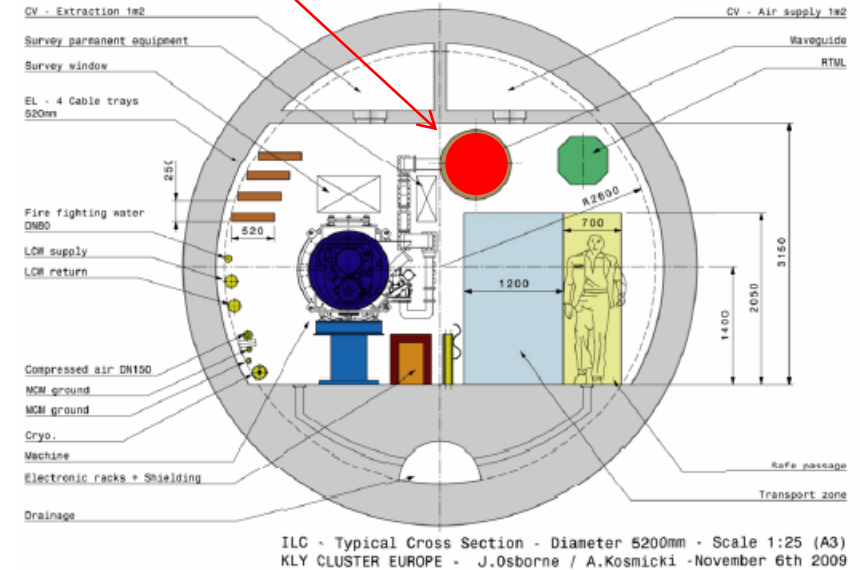 CV - Extraction 1m2
Survey parmanent equipment
Survey window
EL - 4 Cable trays
520mm
Fire fighting water
DN80
LCW supply
LCW return
Compressed air DN150
MCM ground
MCM ground
Cryo.
Machine
Electronic racks + Shielding
Drainage
CV - Air supply 1m2
Waveguide
RTML
250
520
R2600
700
1200
3150
2050
1400
Safe passage
Transport zone
ILC - Typical Cross Section - Diameter 5200mm - Scale 1:25 (A3)
KLY CLUSTER EUROPE - J.Osborne / A.Kosmicki -November 6th 2009